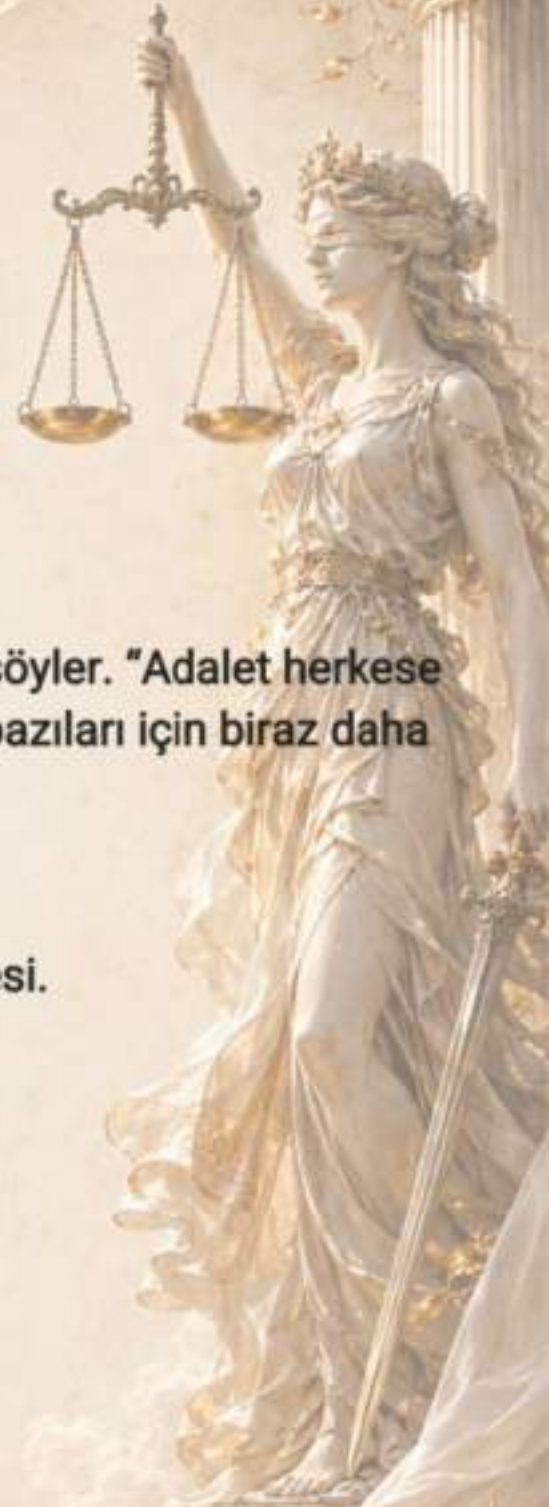 söyler. “Adalet herkese
bazıları için biraz daha
esi.